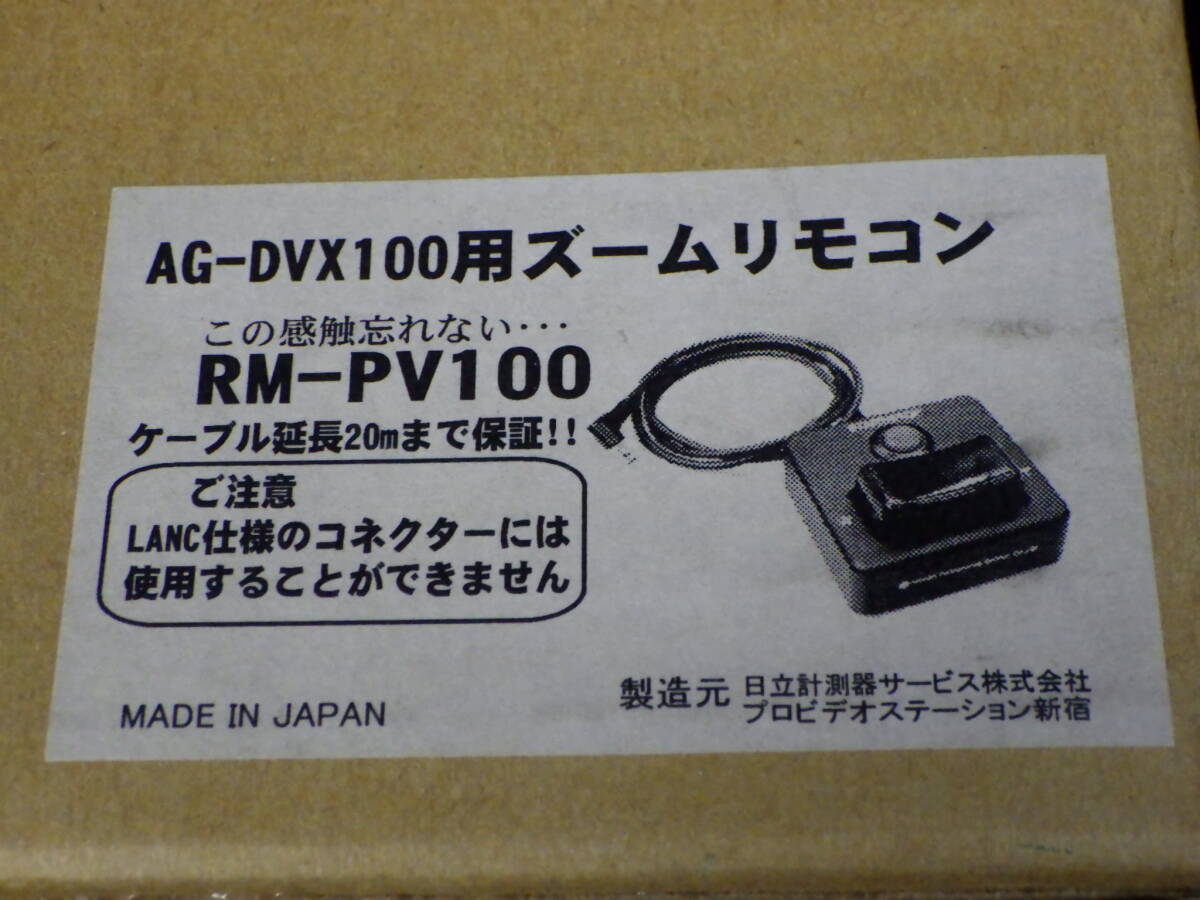 AG-DVX100用ズームリモコン
この感触忘れない･･･
RM-PV100
ケーブル延長20mまで保証!!
ご注意
LANC仕様のコネクターには
使用することができません
MADE IN JAPAN
製造元 日立計測器サービス株式会社
プロビデオステーション新宿